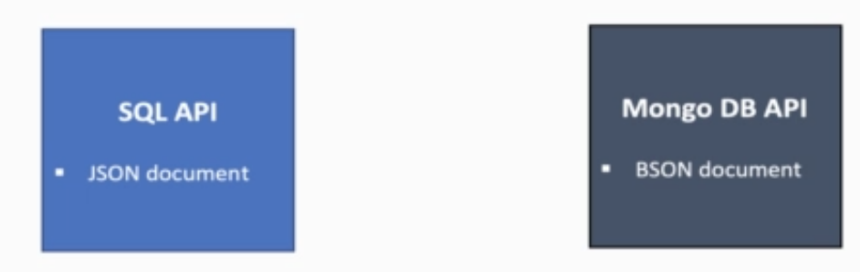 SQL API
▪ JSON document
Mongo DB API
▪ BSON document